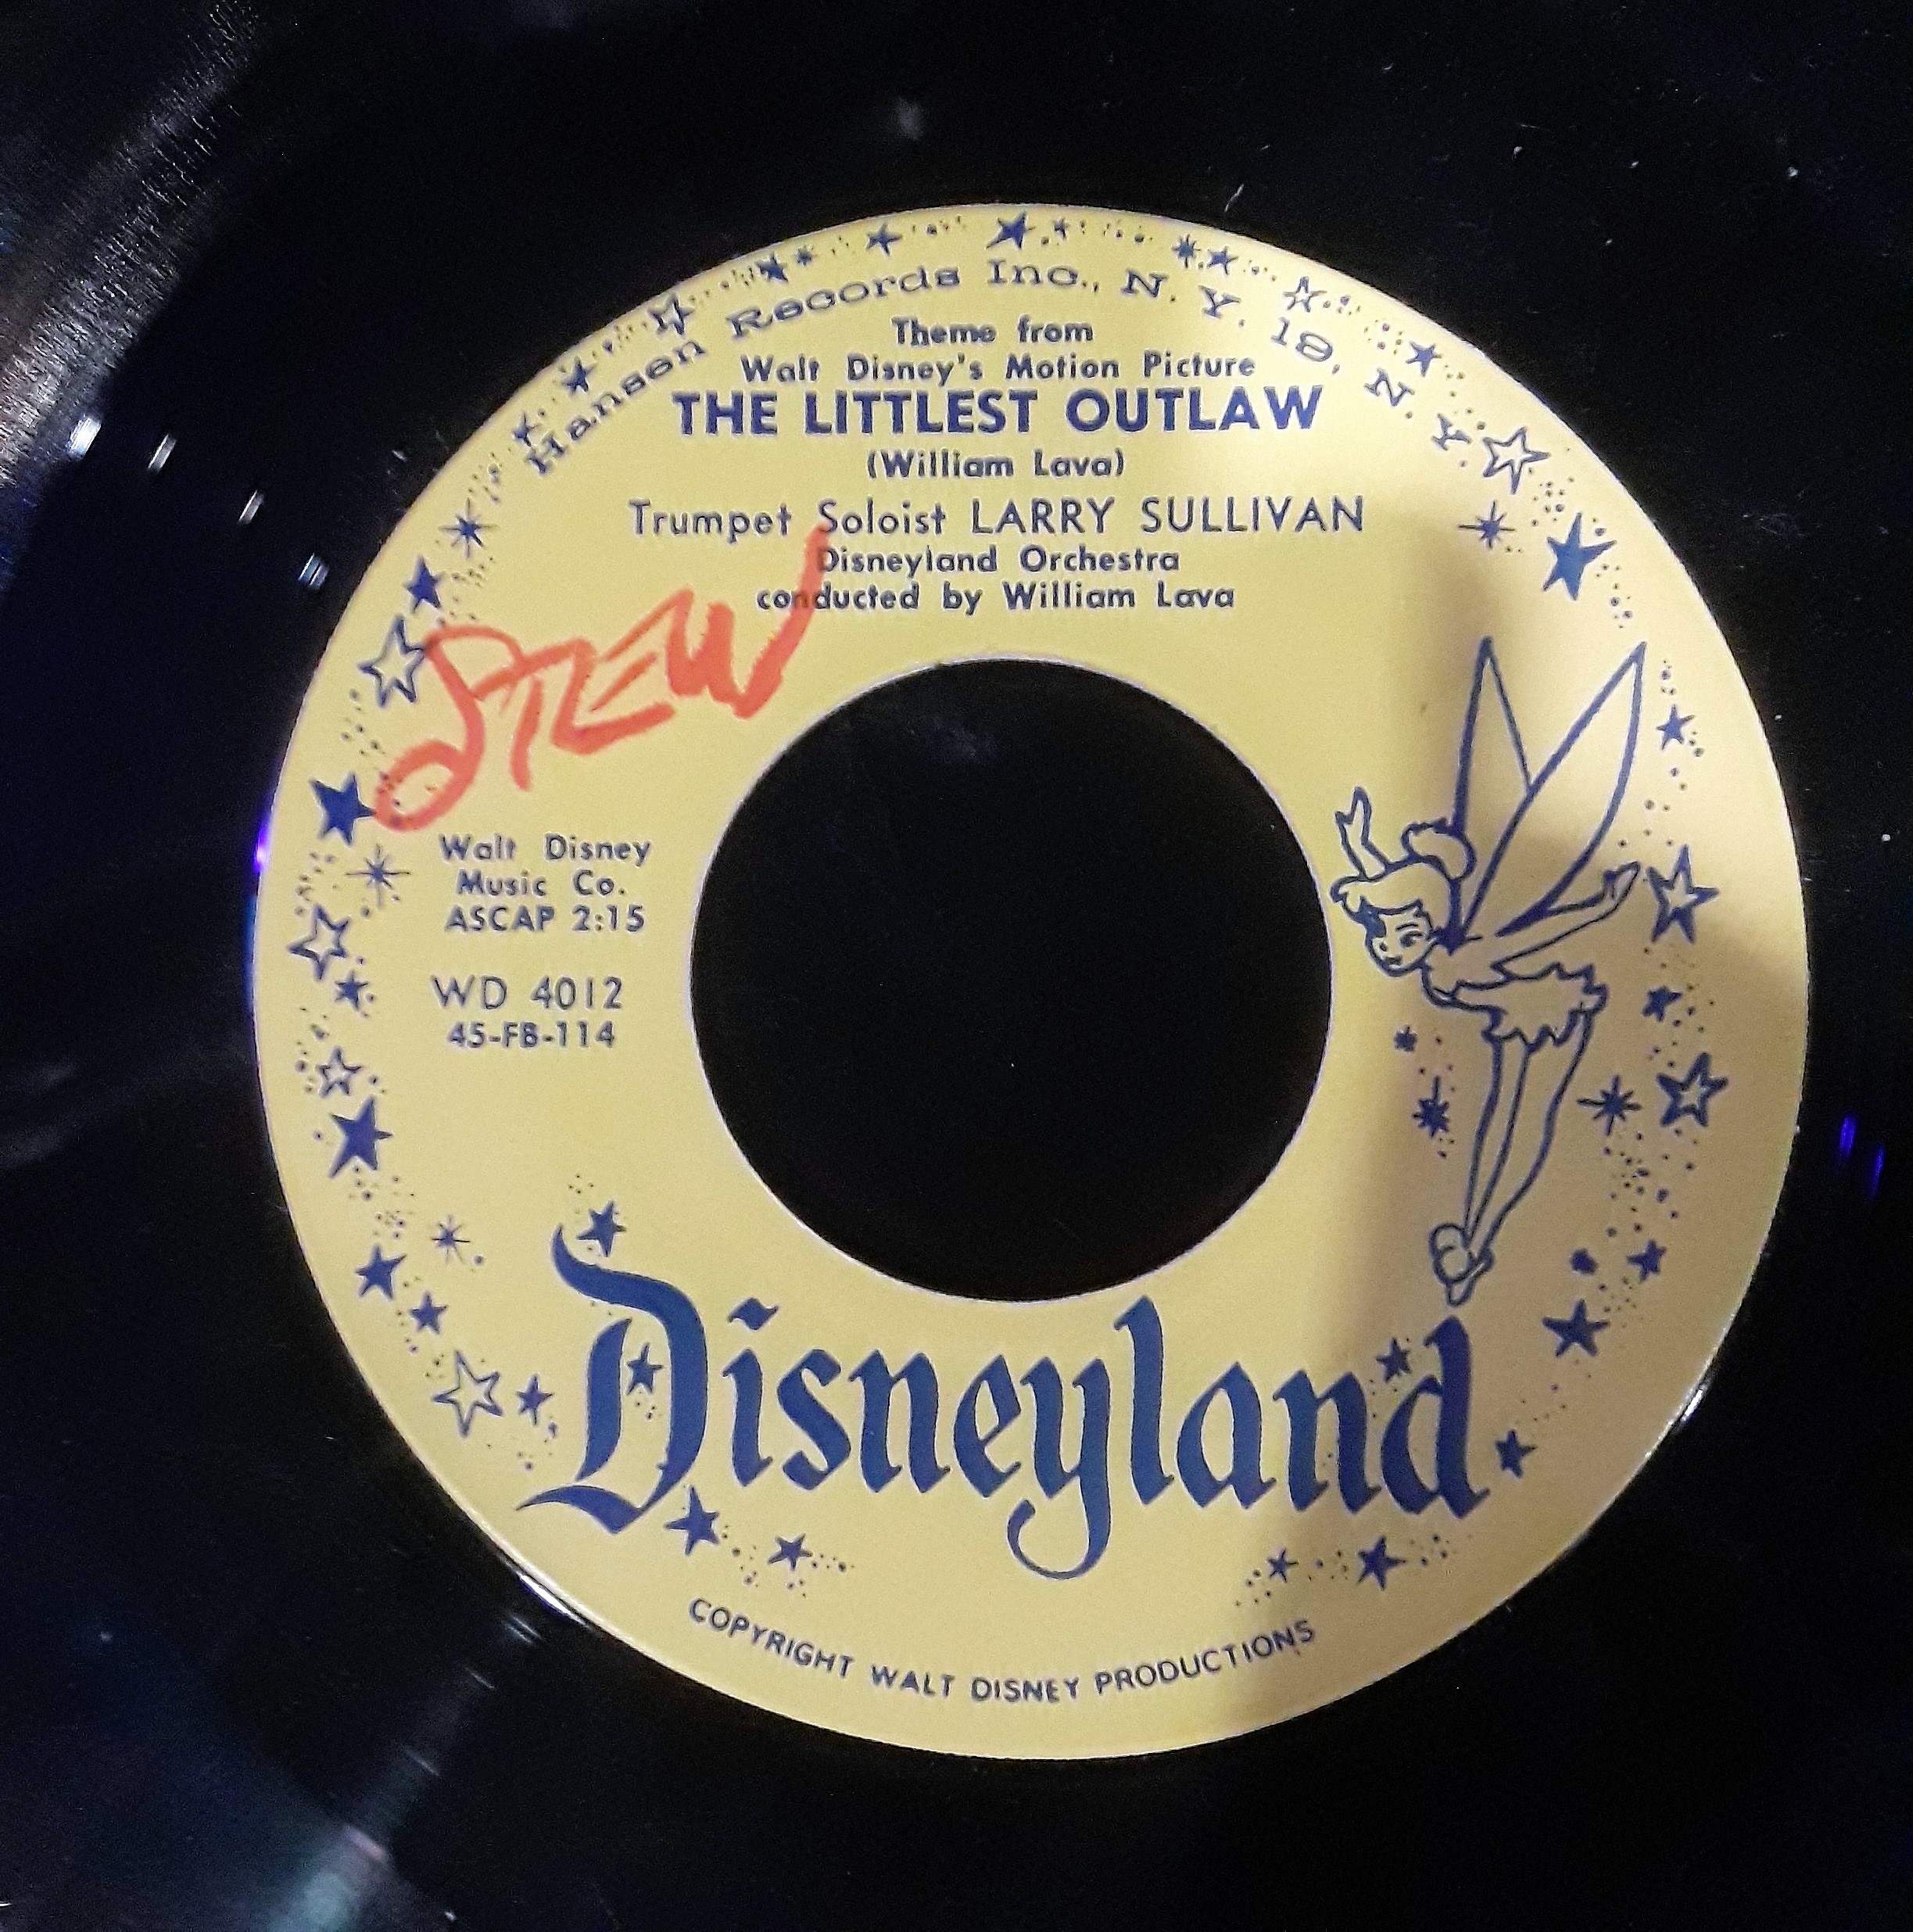 Hansen Records Inc., N. Y. 19, N. Y.
Theme from
Walt Disney's Motion Picture
THE LITTLEST OUTLAW
(William Lava)
Trumpet Soloist LARRY SULLIVAN
Disneyland Orchestra
conducted by William Lava
STEW
Walt Disney
Music Co.
ASCAP 2:15
WD 4012
45-FB-114
Disneyland
COPYRIGHT WALT DISNEY PRODUCTIONS